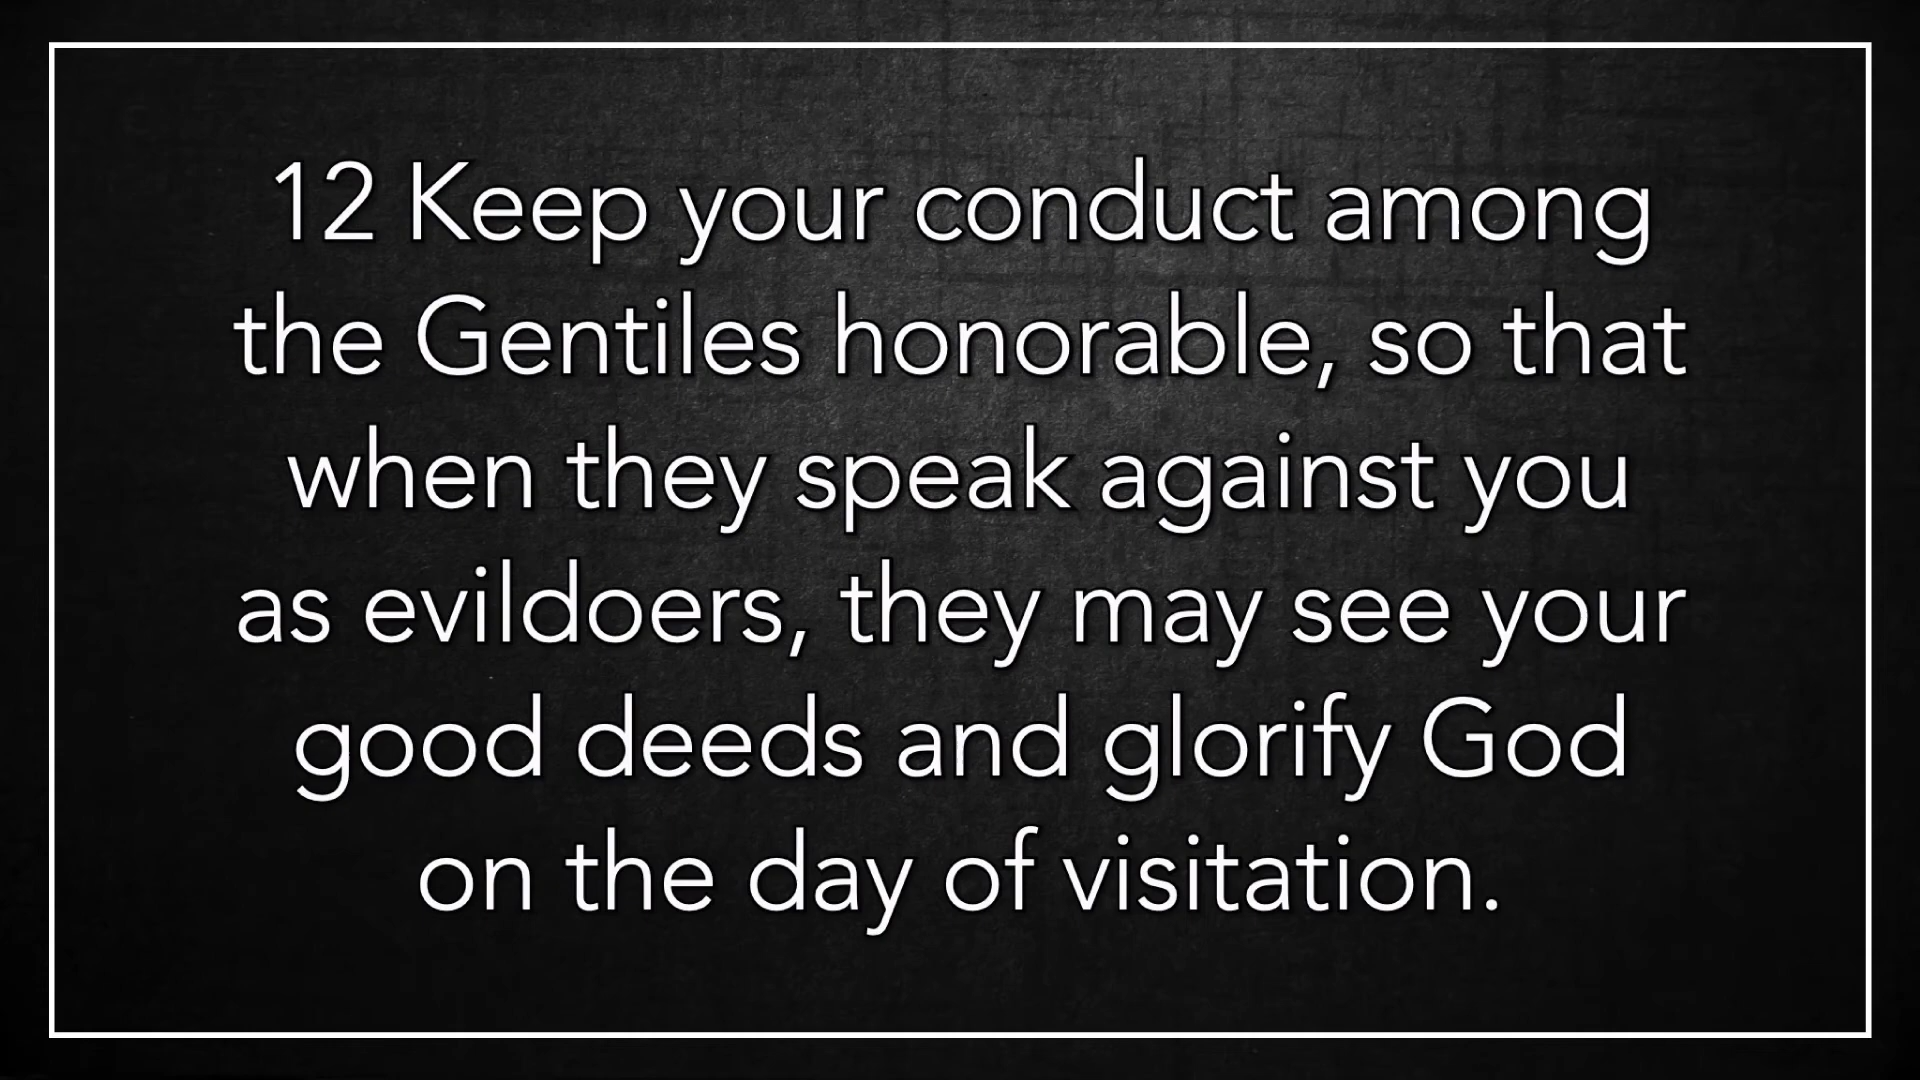 12 Keep your conduct among
the Gentiles honorable, so that
when they speak against you
as evildoers, they may see your
good deeds and glorify God
on the day of visitation.